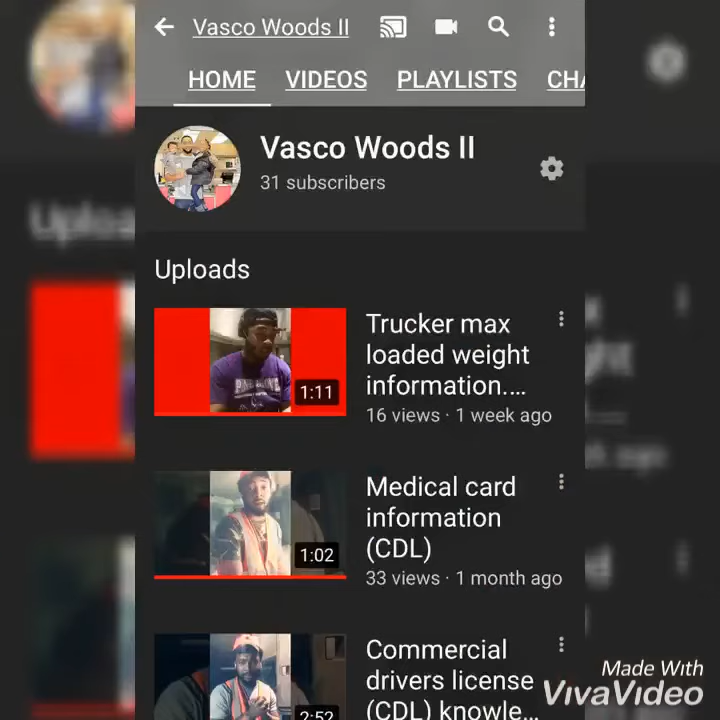 Vasco Woods II
HOME VIDEOS PLAYLISTS CHA
Vasco Woods II
31 subscribers
Uploads
Trucker max
loaded weight
information....
1:11
16 views · 1 week ago
Medical card
information
(CDL)
1:02
33 views · 1 month ago
Commercial
drivers license
(CDL) knowle...
2:52
Made With
VivaVideo